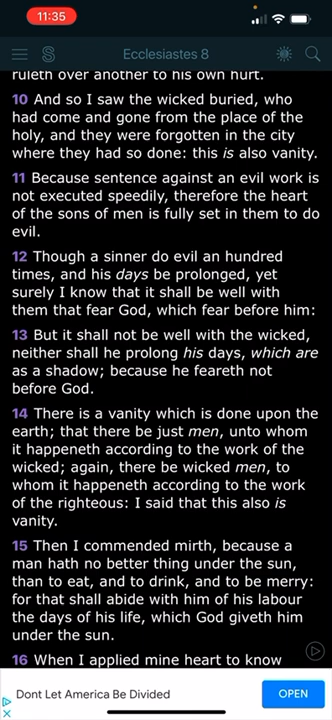 11:35
S
Ecclesiastes 8
ruleth over another to his own hurt.
10 And so I saw the wicked buried, who
had come and gone from the place of the
holy, and they were forgotten in the city
where they had so done: this is also vanity.
11 Because sentence against an evil work is
not executed speedily, therefore the heart
of the sons of men is fully set in them to do
evil.
12 Though a sinner do evil an hundred
times, and his days be prolonged, yet
surely I know that it shall be well with
them that fear God, which fear before him:
13 But it shall not be well with the wicked,
neither shall he prolong his days, which are
as a shadow; because he feareth not
before God.
14 There is a vanity which is done upon the
earth; that there be just men, unto whom
it happeneth according to the work of the
wicked; again, there be wicked men, to
whom it happeneth according to the work
of the righteous: I said that this also is
vanity.
15 Then I commended mirth, because a
man hath no better thing under the sun,
than to eat, and to drink, and to be merry:
for that shall abide with him of his labour
the days of his life, which God giveth him
under the sun.
16 When I applied mine heart to know
Dont Let America Be Divided
OPEN